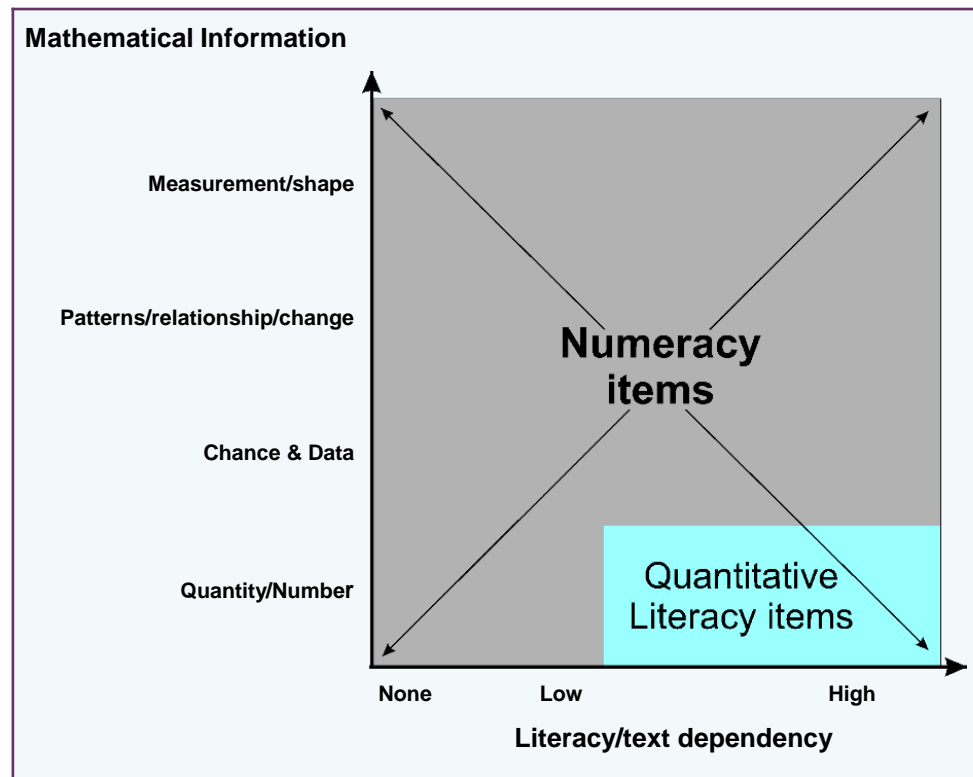 Mathematical Information
Measurement/shape
Patterns/relationship/change
Numeracy
items
Chance & Data
Quantity/Number
Quantitative
Literacy items
None
Low
High
Literacy/text dependency